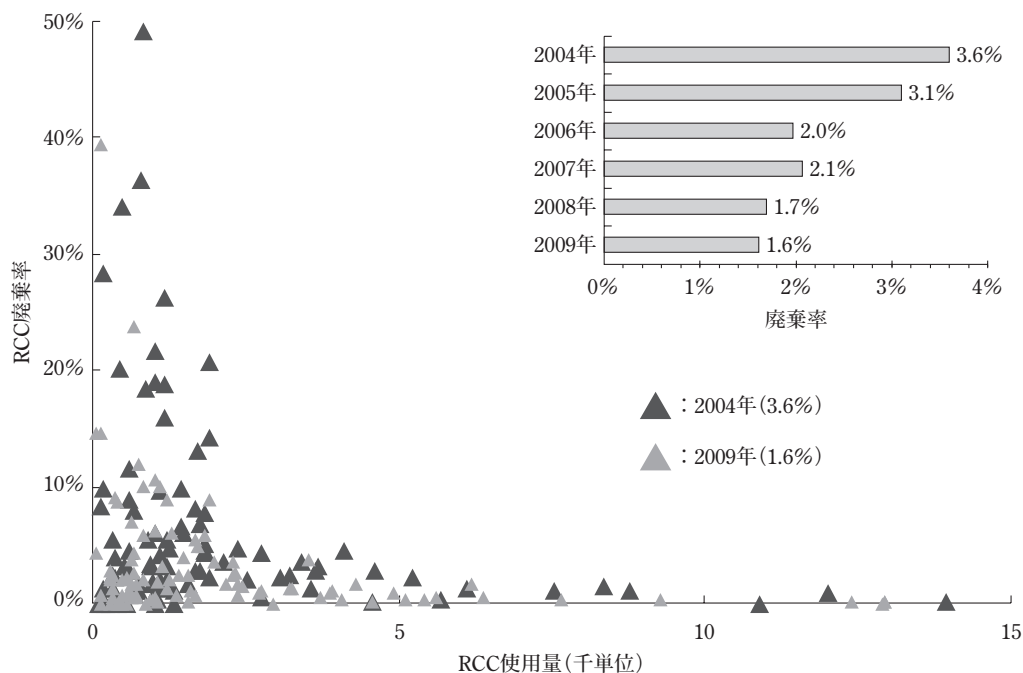 50%
40%
30%
20%
10%
0%
RCC廃棄率
0
5
10
15
RCC使用量(千単位)
2004年
3.6%
2005年
3.1%
2006年
2.0%
2007年
2.1%
2008年
1.7%
2009年
1.6%
0%
1%
2%
3%
4%
廃棄率
:2004年(3.6%)
:2009年(1.6%)